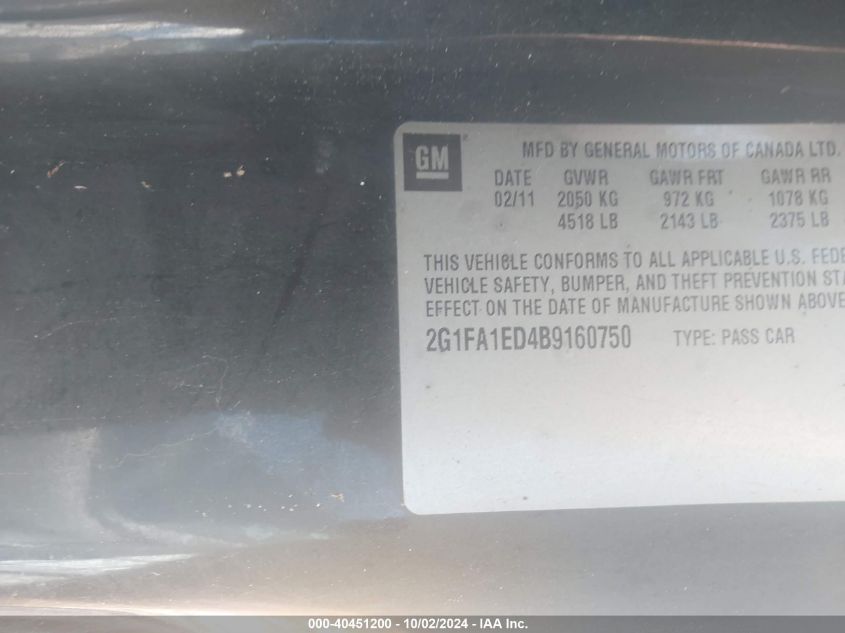 GM
MFD BY GENERAL MOTORS OF CANADA LTD.
DATE GVWR GAWR FRT GAWR RR
02/11 2050 KG 972 KG 1078 KG
4518 LB 2143 LB 2375 LB
THIS VEHICLE CONFORMS TO ALL APPLICABLE U.S. FEDE
VEHICLE SAFETY, BUMPER, AND THEFT PREVENTION STA
EFFECT ON THE DATE OF MANUFACTURE SHOWN ABOVE
2G1FA1ED4B9160750 TYPE: PASS CAR
000-40451200 - 10/02/2024 - IAA Inc.